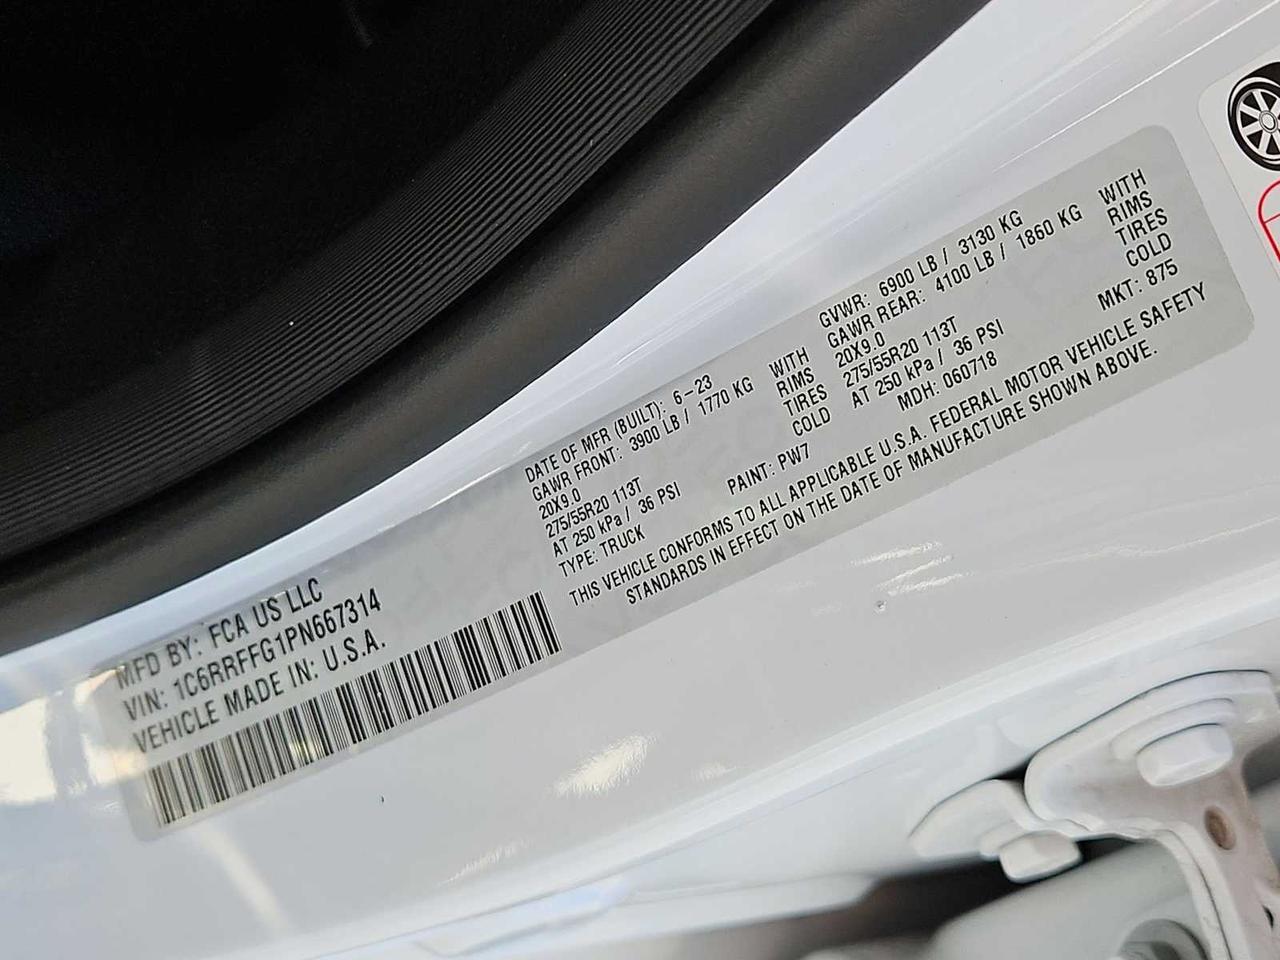 MFD BY: FCA US LLC
VIN: 1C6RRFFG1PN667314
VEHICLE MADE IN: U.S.A.
DATE OF MFR (BUILT): 6-23 GVWR: 6900 LB / 3130 KG
GAWR FRONT: 3900 LB / 1770 KG WITH GAWR REAR: 4100 LB / 1860 KG WITH
20X9.0 RIMS 20X9.0 RIMS
275/55R20 113T TIRES 275/55R20 113T TIRES
AT 250 kPa / 36 PSI COLD AT 250 kPa / 36 PSI COLD
TYPE: TRUCK PAINT: PW7 MDH: 060718 MKT: 875
THIS VEHICLE CONFORMS TO ALL APPLICABLE U.S.A. FEDERAL MOTOR VEHICLE SAFETY
STANDARDS IN EFFECT ON THE DATE OF MANUFACTURE SHOWN ABOVE.